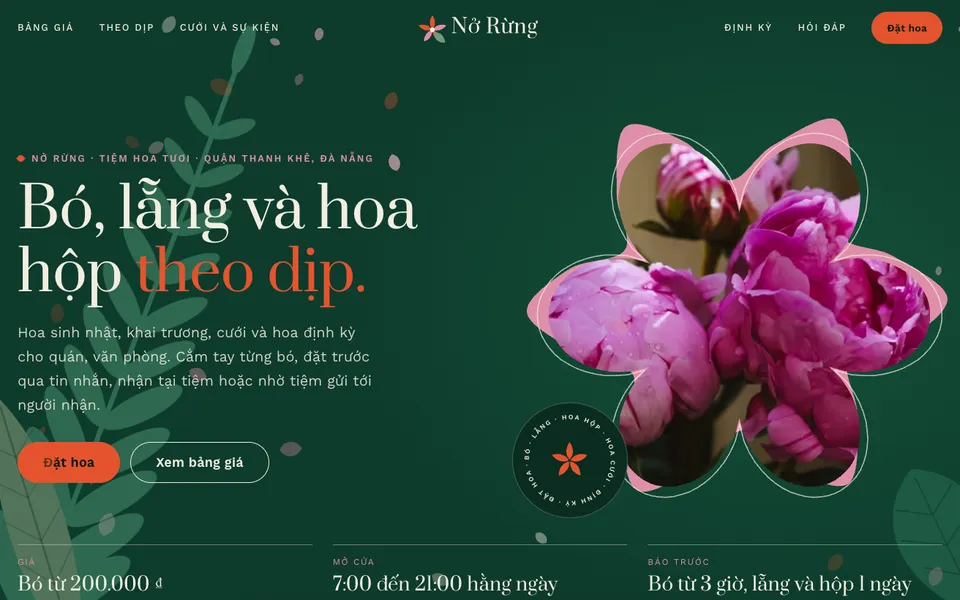 BẢNG GIÁ
THEO DỊP
CƯỚI VÀ SỰ KIỆN
Nở Rừng
ĐỊNH KỲ
HỎI ĐÁP
Đặt hoa
NỞ RỪNG · TIỆM HOA TƯƠI · QUẬN THANH KHÊ, ĐÀ NẴNG
Bó, lẵng và hoa
hộp theo dịp.
Hoa sinh nhật, khai trương, cưới và hoa định kỳ
cho quán, văn phòng. Cắm tay từng bó, đặt trước
qua tin nhắn, nhận tại tiệm hoặc nhờ tiệm gửi tới
người nhận.
Đặt hoa
Xem bảng giá
BÓ · LẴNG · HOA HỘP · HOA CƯỚI · ĐỊNH KỲ · ĐẶT HOA ·
GIÁ
Bó từ 200.000 ₫
MỞ CỬA
7:00 đến 21:00 hằng ngày
BÁO TRƯỚC
Bó từ 3 giờ, lẵng và hộp 1 ngày